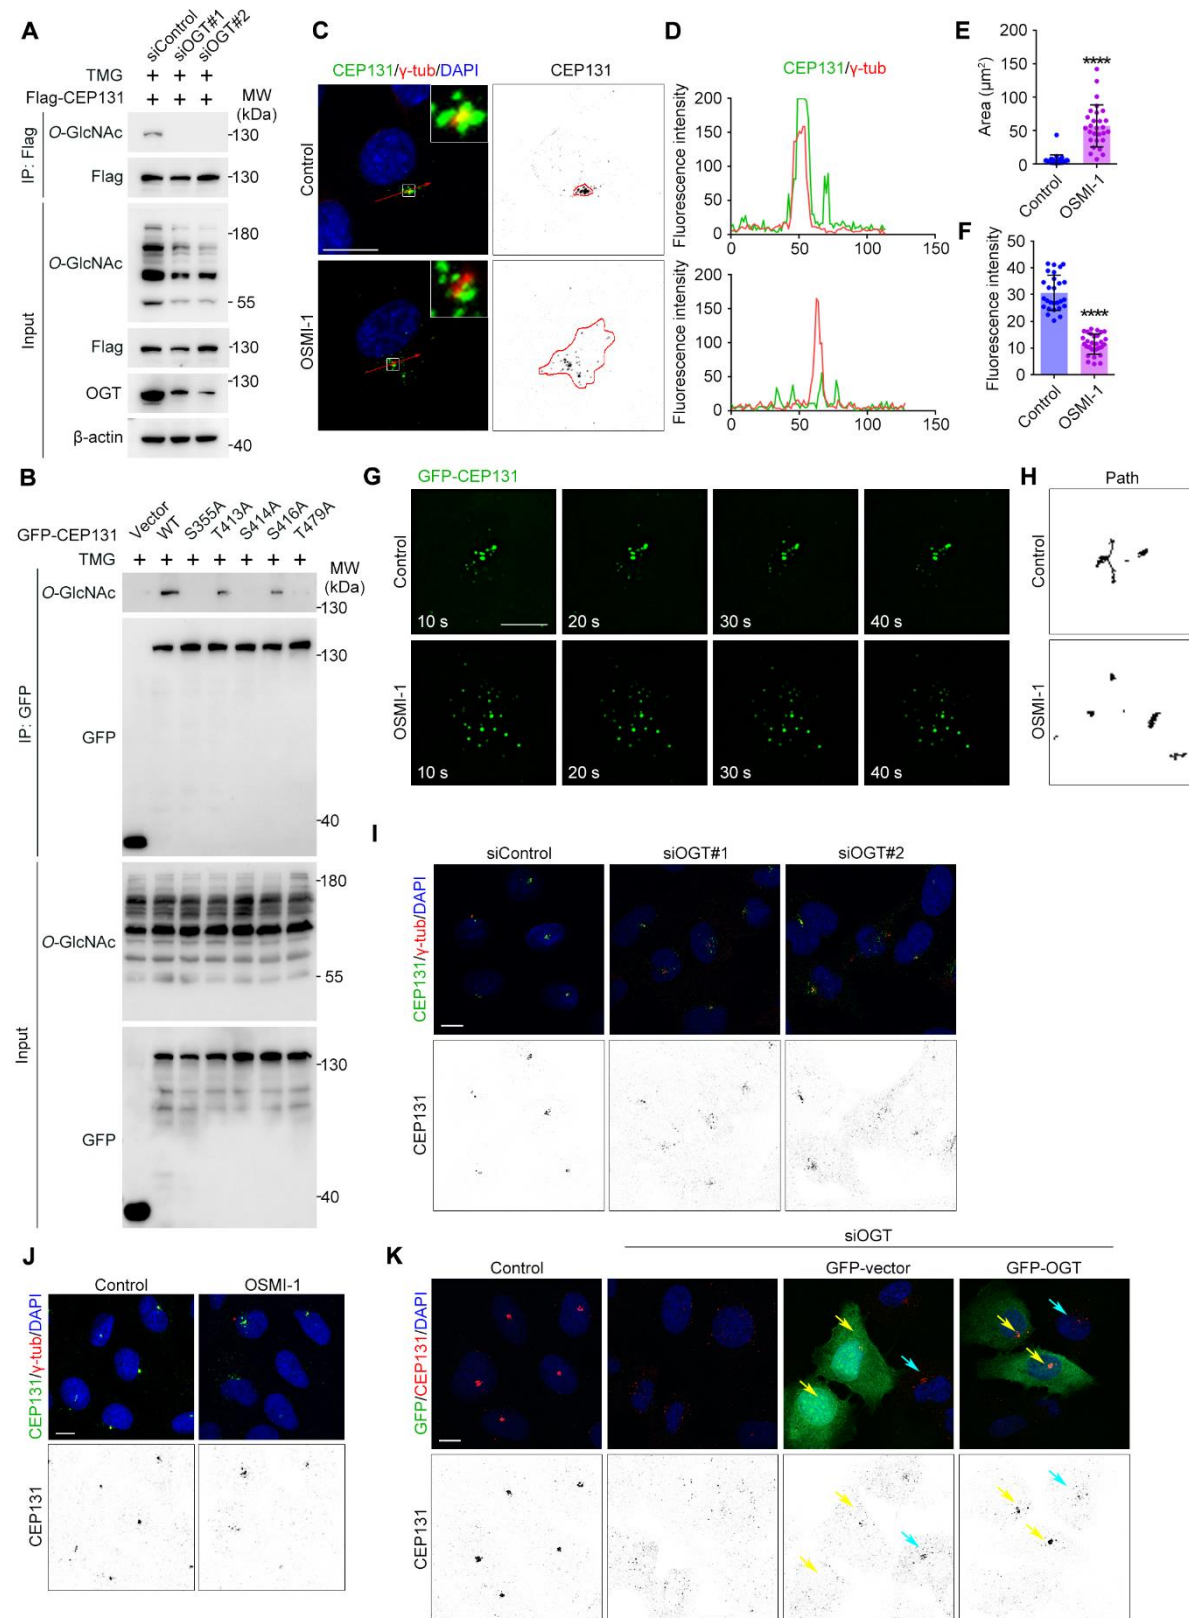 A
siControl
siOGT#1
siOGT#2
TMG + + +
Flag-CEP131 + + +
MW
(kDa)
IP: Flag
O-GlcNAc
-130
Flag
-130
Input
O-GlcNAc
-180
- 55
Flag
-130
OGT
-130
β-actin
-40
B
GFP-CEP131
Vector
WT
S355A
T413A
S414A
S416A
T479A
TMG + + + + + + +
MW
(kDa)
IP: GFP
O-GlcNAc
-130
GFP
-130
-40
Input
O-GlcNAc
-180
- 55
GFP
-130
-40
C
CEP131/γ-tub/DAPI
CEP131
Control
OSMI-1
D
CEP131/γ-tub
Fluorescence intensity
200
150
100
50
0
0 50 100 150
Fluorescence intensity
200
150
100
50
0
0 50 100 150
E
Area (μm²)
200
150
100
50
0
****
Control
OSMI-1
F
Fluorescence intensity
50
40
30
20
10
0
****
Control
OSMI-1
G
GFP-CEP131
Control
10 s
20 s
30 s
40 s
OSMI-1
10 s
20 s
30 s
40 s
H
Path
Control
OSMI-1
I
siControl
siOGT#1
siOGT#2
CEP131/γ-tub/DAPI
CEP131
J
Control
OSMI-1
CEP131/γ-tub/DAPI
CEP131
K
siOGT
Control
GFP-vector
GFP-OGT
GFP/CEP131/DAPI
CEP131